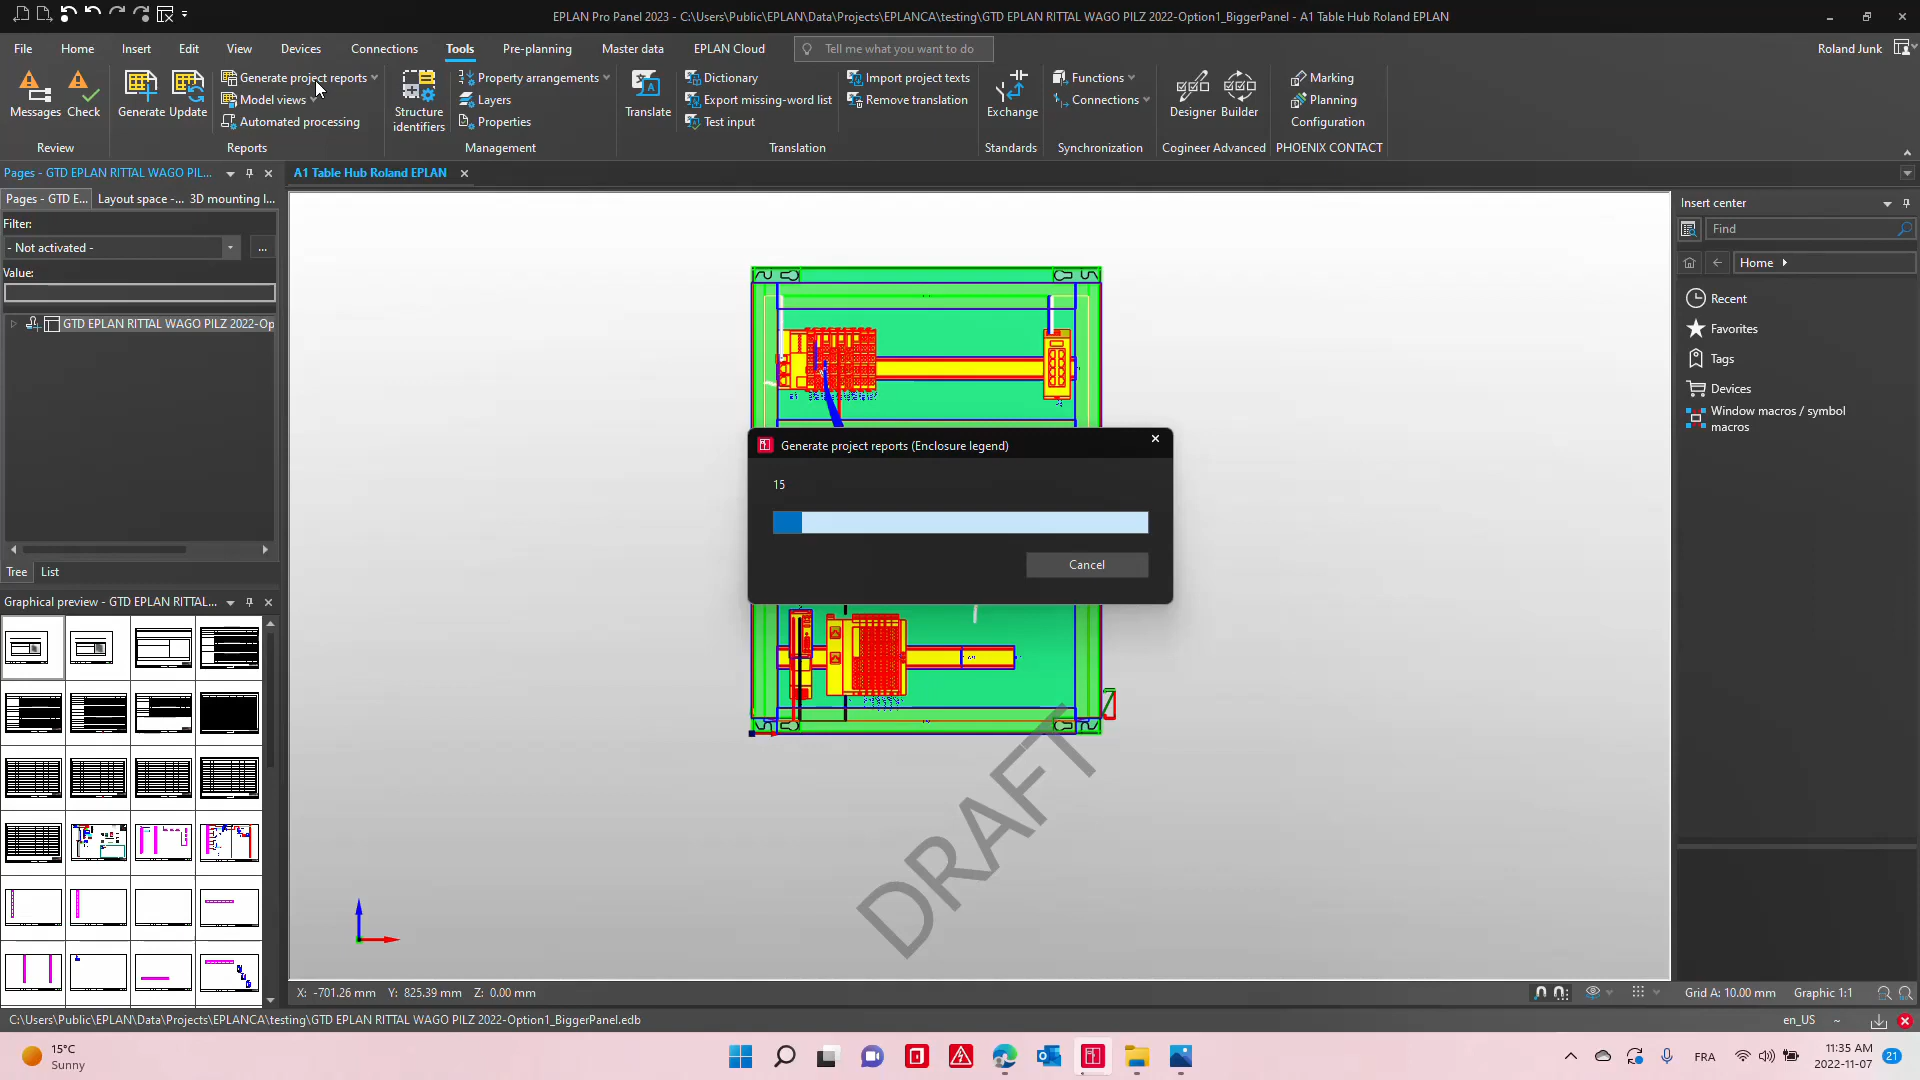 EPLAN Pro Panel 2023 - C:\Users\Public\EPLAN\Data\Projects\EPLANCA\testing\GTD EPLAN RITTAL WAGO PILZ 2022-Option1_BiggerPanel - A1 Table Hub Roland EPLAN
File Home Insert Edit View Devices Connections Tools Pre-planning Master data EPLAN Cloud Tell me what you want to do Roland Junk
Generate project reports Property arrangements Dictionary Import project texts Functions Marking
Model views Layers Export missing-word list Remove translation Connections Planning
Messages Check Generate Update Structure identifiers Translate Exchange Designer Builder
Automated processing Properties Test input Configuration
Review Reports Management Translation Standards Synchronization Cogineer Advanced PHOENIX CONTACT
Pages - GTD EPLAN RITTAL WAGO PIL... A1 Table Hub Roland EPLAN
Pages - GTD E... Layout space -... 3D mounting l...
Filter:
- Not activated - ...
Value:
GTD EPLAN RITTAL WAGO PILZ 2022-Op
Tree List
Graphical preview - GTD EPLAN RITTAL...
Generate project reports (Enclosure legend)
15
Cancel
DRAFT
Insert center
Find
Home
Recent
Favorites
Tags
Devices
Window macros / symbol
macros
X: -701.26 mm Y: 825.39 mm Z: 0.00 mm Grid A: 10.00 mm Graphic 1:1
C:\Users\Public\EPLAN\Data\Projects\EPLANCA\testing\GTD EPLAN RITTAL WAGO PILZ 2022-Option1_BiggerPanel.edb en_US ~
15°C
Sunny
FRA
11:35 AM
2022-11-07
21